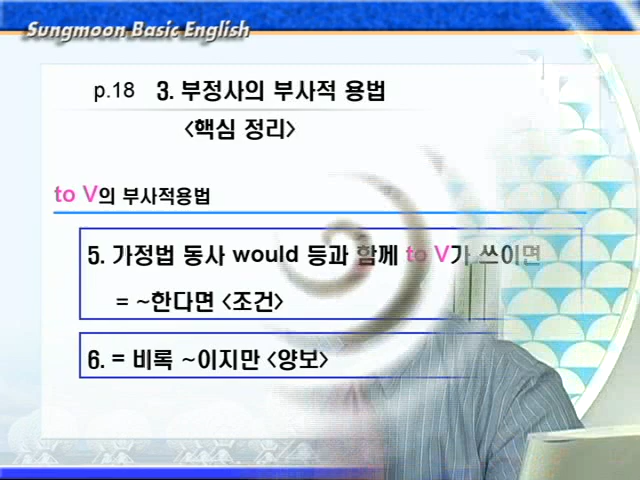 Sungmoon Basic English
p.18 3. 부정사의 부사적 용법
<핵심 정리>
to V의 부사적용법
5. 가정법 동사 would 등과 함께 to V가 쓰이면
= ~한다면 <조건>
6. = 비록 ~이지만 <양보>